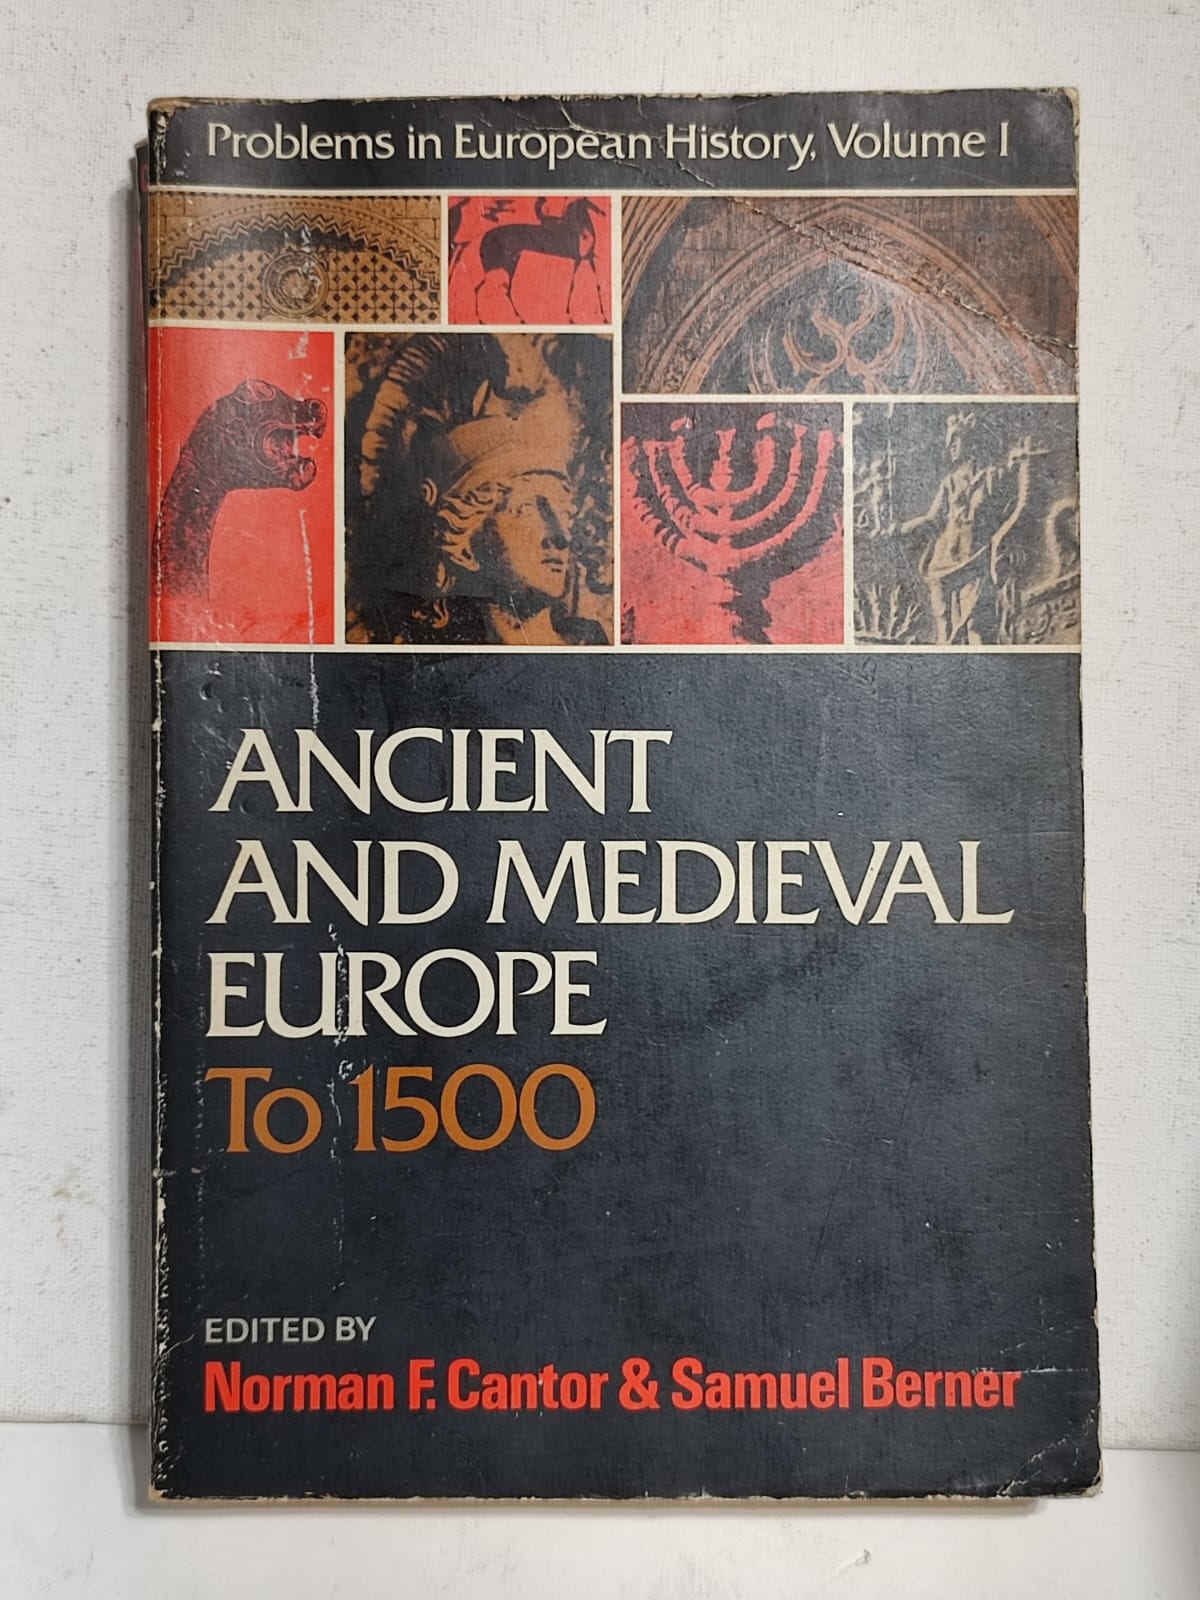 Problems in European History, Volume I
ANCIENT
AND MEDIEVAL
EUROPE
To 1500
EDITED BY
Norman F. Cantor & Samuel Berner